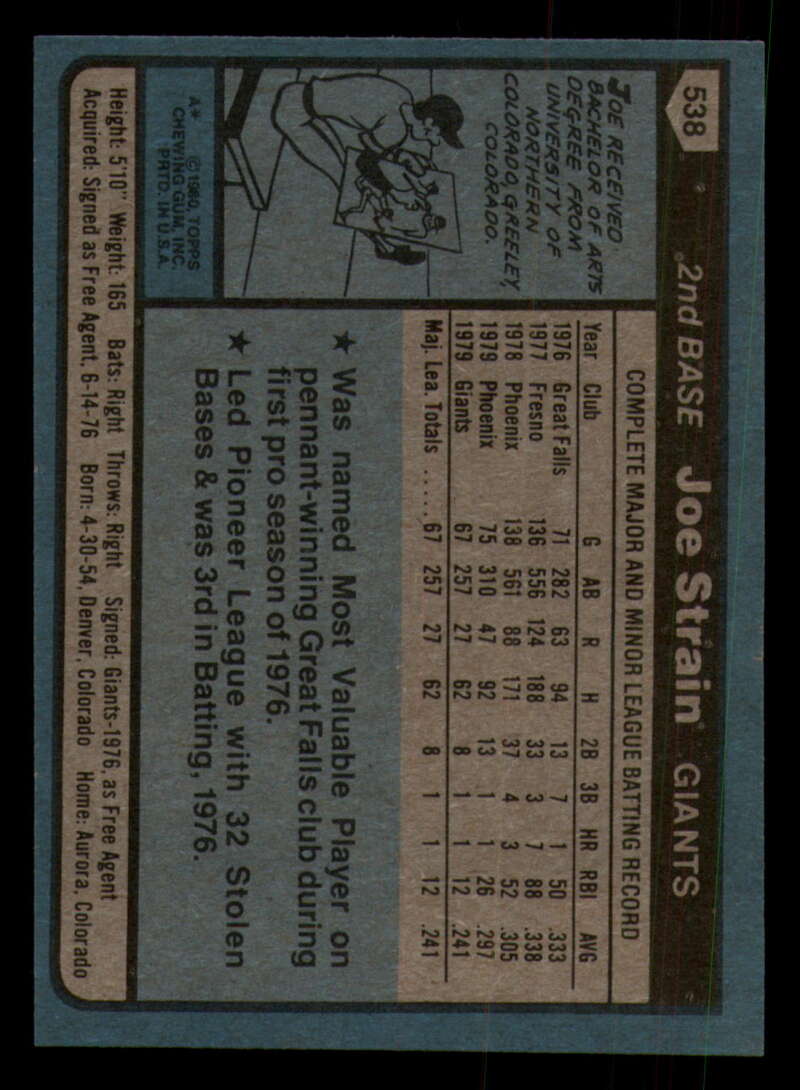 538
2nd BASE Joe Strain GIANTS
JOE RECEIVED
BACHELOR OF ARTS
DEGREE FROM
UNIVERSITY OF
NORTHERN
COLORADO, GREELEY,
COLORADO.
A* © 1980, TOPPS
CHEWING GUM, INC.
PRTD. IN U.S.A.
COMPLETE MAJOR AND MINOR LEAGUE BATTING RECORD
Year Club G AB R H 2B 3B HR RBI AVG
1976 Great Falls 71 282 63 94 13 7 1 50 .333
1977 Fresno 136 556 124 188 33 3 7 88 .338
1978 Phoenix 138 561 88 171 37 4 3 52 .305
1979 Phoenix 75 310 47 92 13 1 1 26 .297
1979 Giants 67 257 27 62 8 1 1 12 .241
Maj. Lea. Totals ...... 67 257 27 62 8 1 1 12 .241
★ Was named Most Valuable Player on
pennant-winning Great Falls club during
first pro season of 1976.
★ Led Pioneer League with 32 Stolen
Bases & was 3rd in Batting, 1976.
Height: 5'10" Weight: 165 Bats: Right Throws: Right Signed: Giants-1976, as Free Agent
Acquired: Signed as Free Agent, 6-14-76 Born: 4-30-54, Denver, Colorado Home: Aurora, Colorado